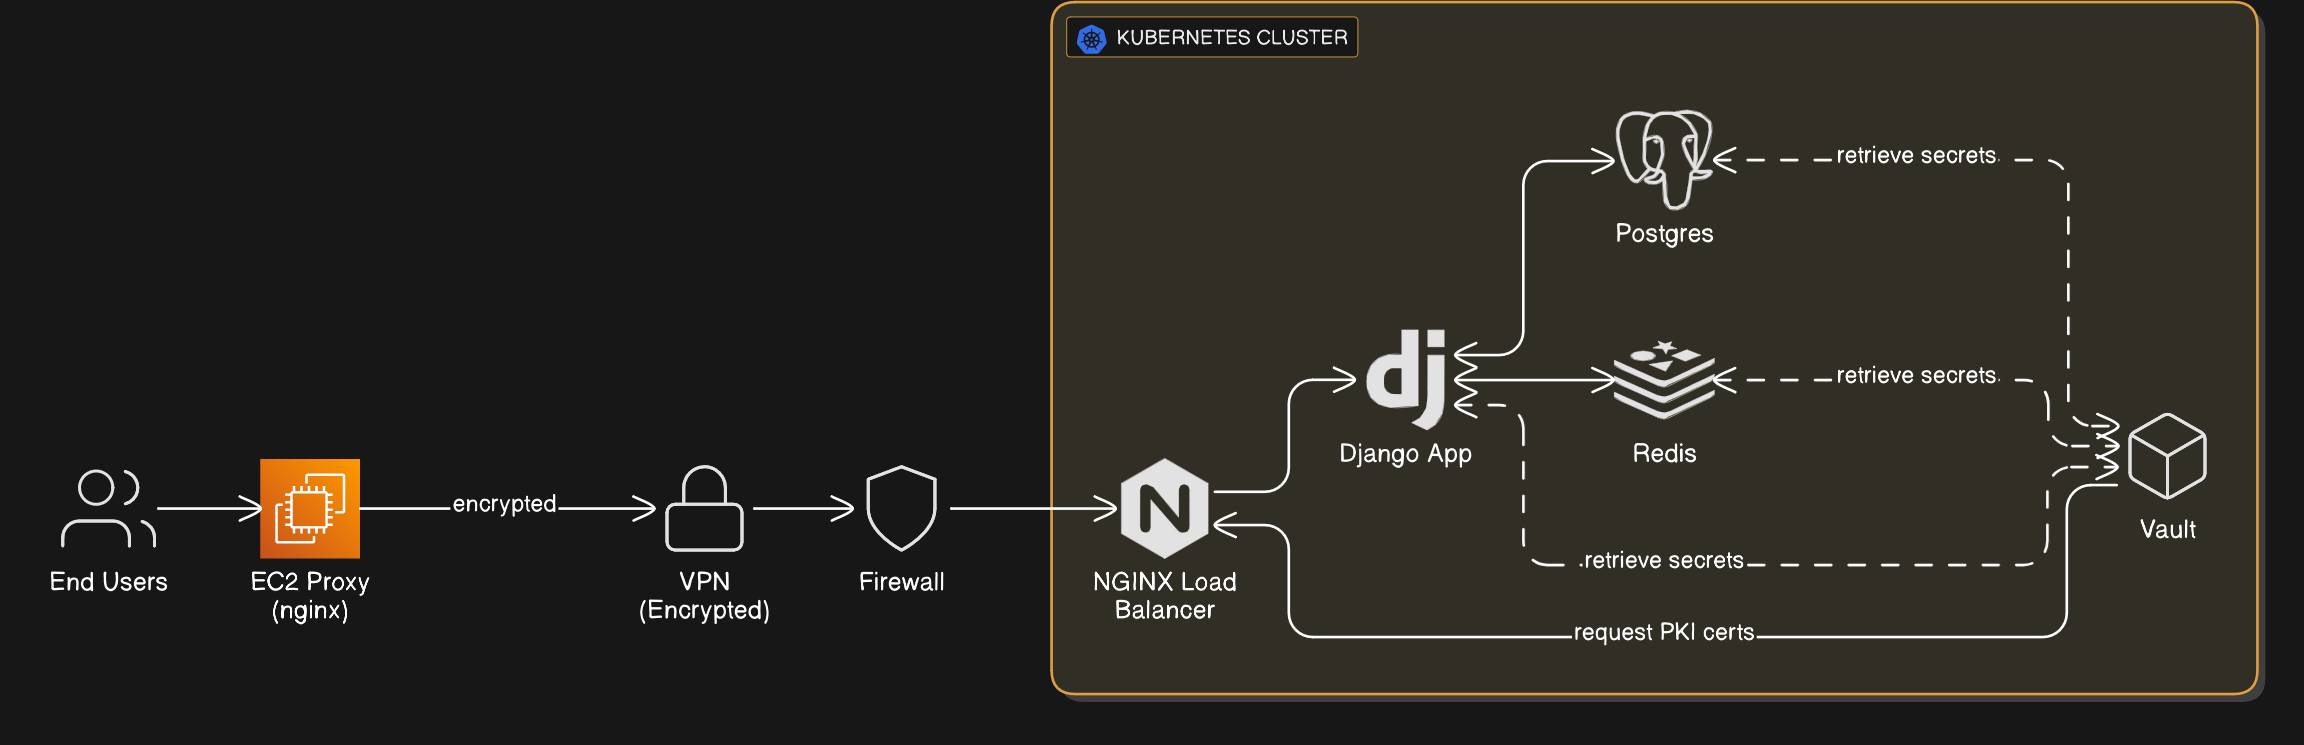 KUBERNETES CLUSTER
retrieve secrets
Postgres
retrieve secrets
Django App
Redis
encrypted
Vault
retrieve secrets
End Users
EC2 Proxy
(nginx)
VPN
(Encrypted)
Firewall
NGINX Load
Balancer
request PKI certs